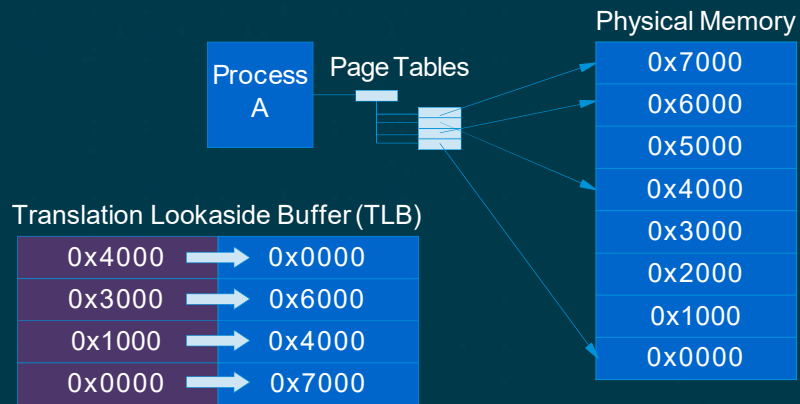 Physical Memory
Process
A
Page Tables
0x7000
0x6000
0x5000
0x4000
0x3000
0x2000
0x1000
0x0000
Translation Lookaside Buffer (TLB)
0x4000 0x0000
0x3000 0x6000
0x1000 0x4000
0x0000 0x7000